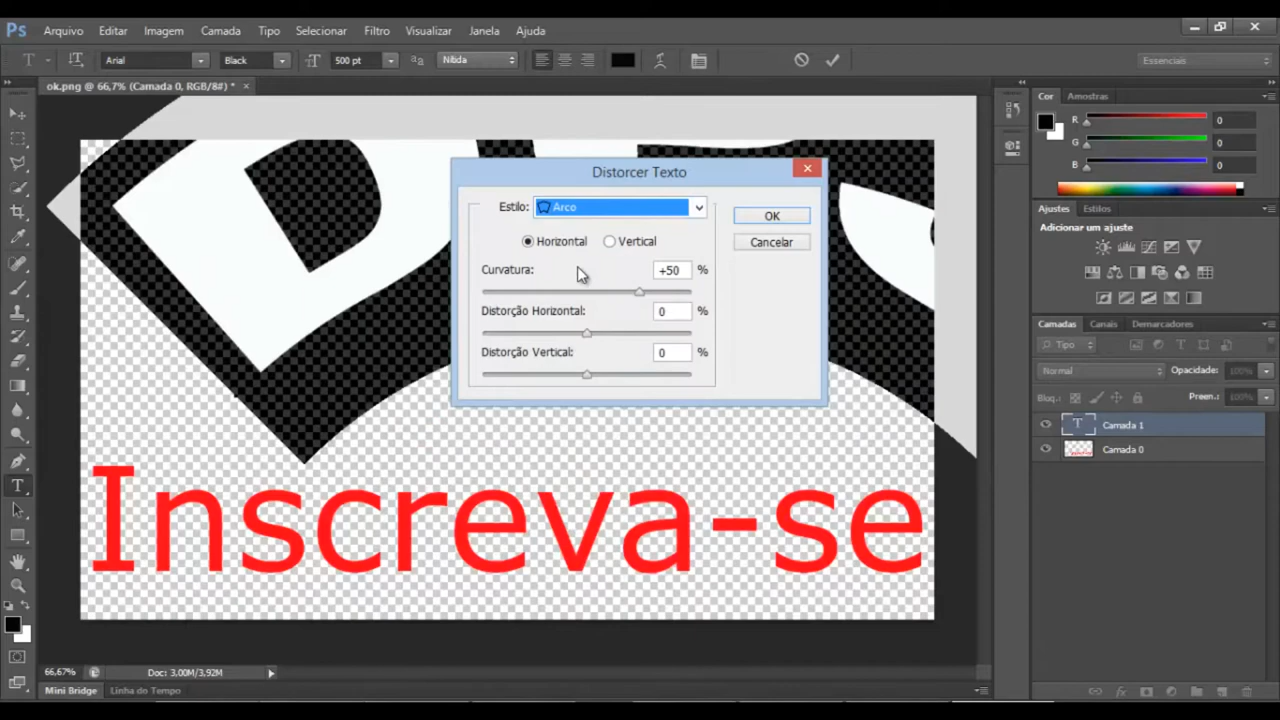 Ps Arquivo Editar Imagem Camada Tipo Selecionar Filtro Visualizar Janela Ajuda
T Arial Black 500 pt aa Nítida Essenciais
ok.png @ 66,7% (Camada 0, RGB/8#) *
Cor Amostras
R 0
G 0
B 0
Distorcer Texto
Estilo: Arco
OK
Horizontal Vertical
Cancelar
Curvatura: +50 %
Distorção Horizontal: 0 %
Distorção Vertical: 0 %
Ajustes Estilos
Adicionar um ajuste
Camadas Canais Demarcadores
Tipo
Normal Opacidade: 100%
Bloq.: Preen.: 100%
T Camada 1
Camada 0
Inscreva-se
66,67% Doc: 3,00M/3,92M
Mini Bridge Linha do Tempo